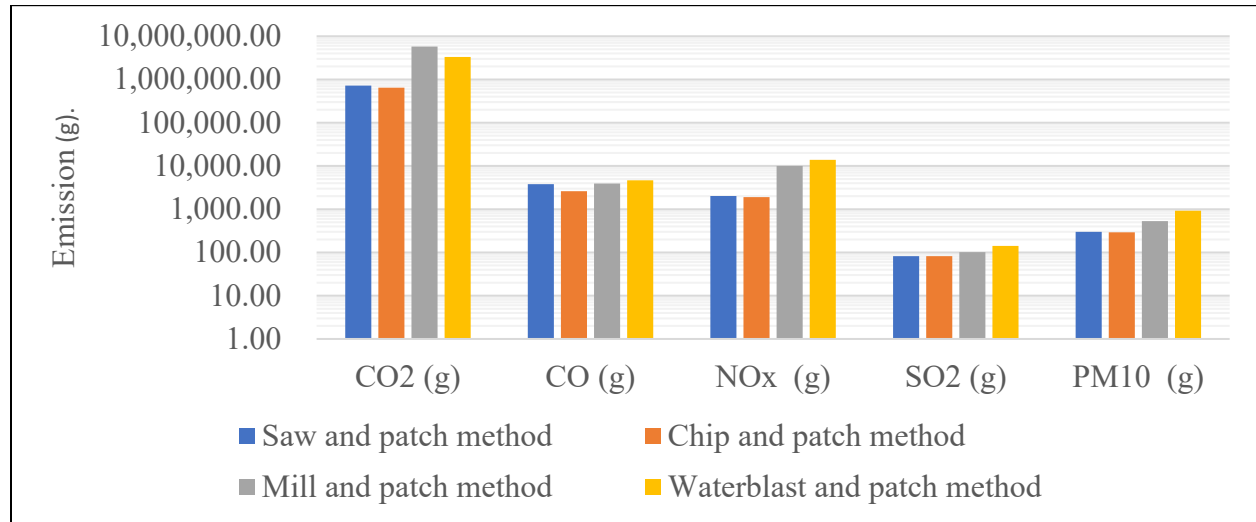 10,000,000.00
1,000,000.00
100,000.00
10,000.00
1,000.00
100.00
10.00
1.00
Emission (g).
CO2 (g) CO (g) NOx (g) SO2 (g) PM10 (g)
Saw and patch method Chip and patch method
Mill and patch method Waterblast and patch method